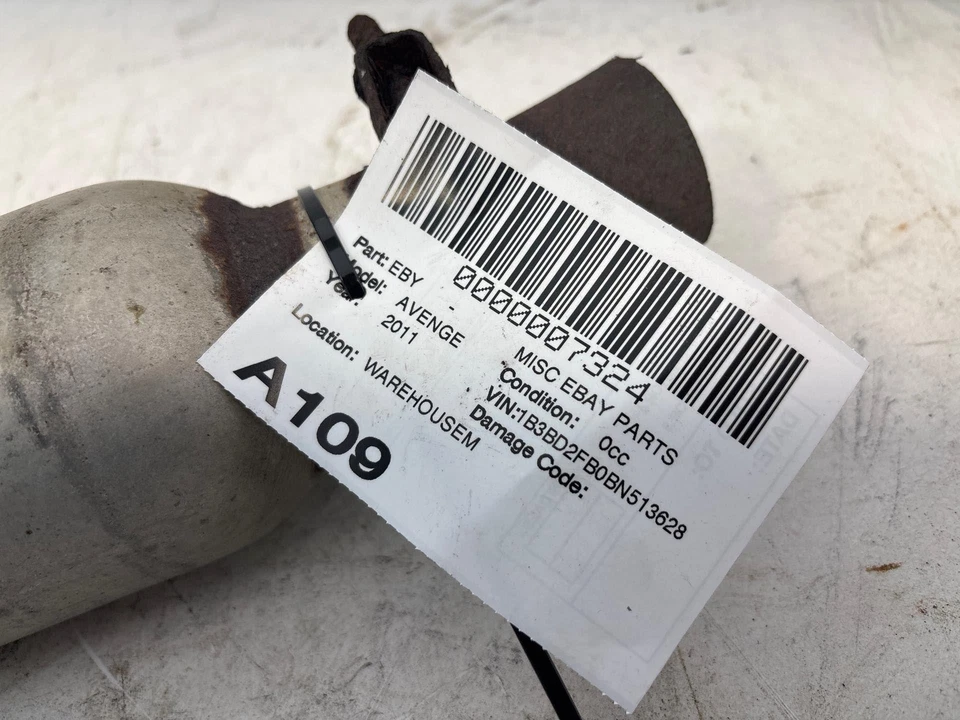 0000007324
Part: EBY - MISC EBAY PARTS
Model: AVENGE Condition: 0cc
Year: 2011 VIN:1B3BD2FB0BN513628
Location: WAREHOUSEM Damage Code:
A109